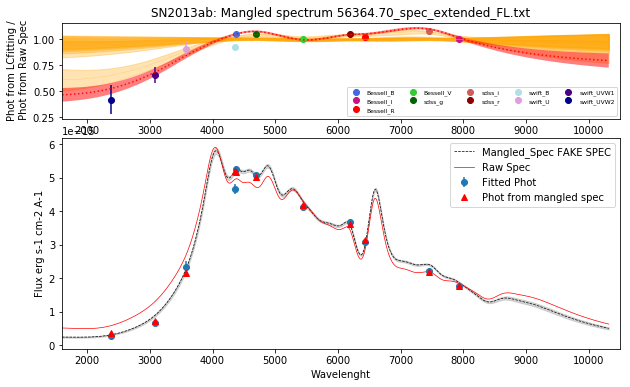 SN2013ab: Mangled spectrum 56364.70_spec_extended_FL.txt
Phot from LCfitting /
Phot from Raw Spec
1.00
0.75
0.50
0.25
Bessell_B
Bessell_I
Bessell_R
Bessell_V
sdss_g
sdss_i
sdss_r
swift_B
swift_U
swift_UVW1
swift_UVW2
2000 3000 4000 5000 6000 7000 8000 9000 10000
Flux erg s-1 cm-2 A-1
6
5
4
3
2
1
0
Mangled_Spec FAKE SPEC
Raw Spec
Fitted Phot
Phot from mangled spec
2000 3000 4000 5000 6000 7000 8000 9000 10000
Wavelenght